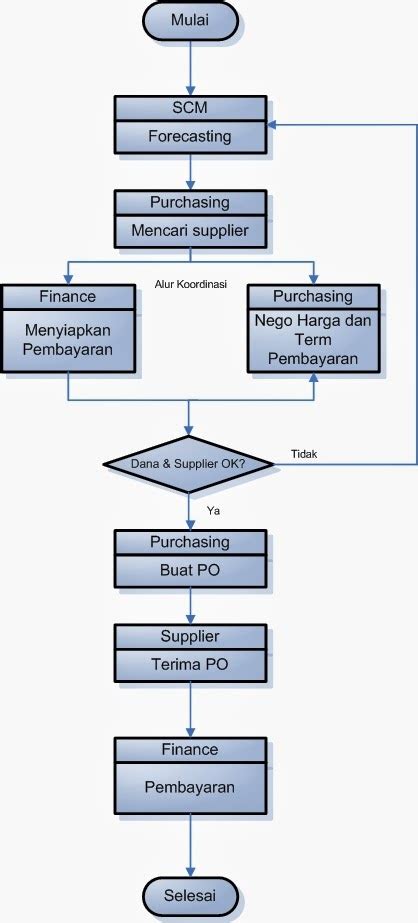 Mulai
SCM
Forecasting
Purchasing
Mencari supplier
Alur Koordinasi
Finance
Menyiapkan
Pembayaran
Purchasing
Nego Harga dan
Term
Pembayaran
Dana & Supplier OK?
Tidak
Ya
Purchasing
Buat PO
Supplier
Terima PO
Finance
Pembayaran
Selesai